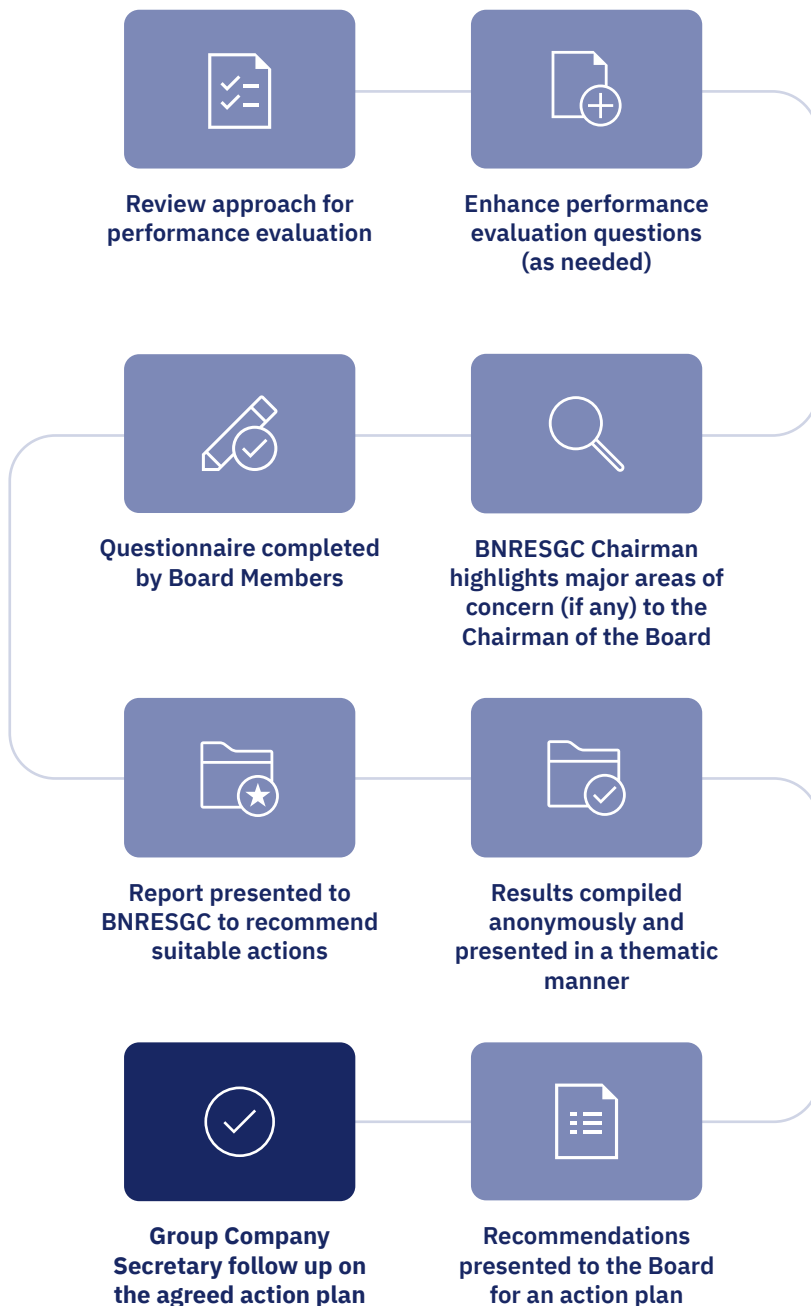 Review approach for
performance evaluation
Enhance performance
evaluation questions
(as needed)
BNRESGC Chairman
highlights major areas of
concern (if any) to the
Chairman of the Board
Questionnaire completed
by Board Members
Report presented to
BNRESGC to recommend
suitable actions
Results compiled
anonymously and
presented in a thematic
manner
Recommendations
presented to the Board
for an action plan
Group Company
Secretary follow up on
the agreed action plan